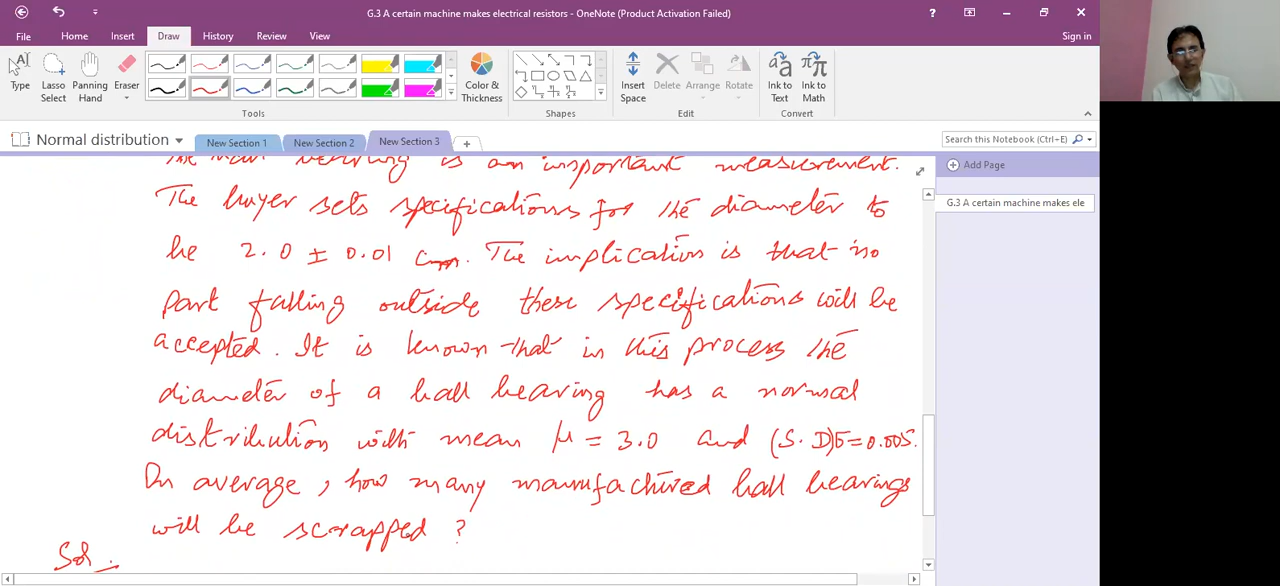 G.3 A certain machine makes electrical resistors - OneNote (Product Activation Failed)
File Home Insert Draw History Review View Sign in
Type Lasso Select Panning Hand Eraser Color & Thickness Insert Space Delete Arrange Rotate Ink to Text Ink to Math
Tools Shapes Edit Convert
Normal distribution New Section 1 New Section 2 New Section 3 Search this Notebook (Ctrl+E)
Add Page
G.3 A certain machine makes ele
bearing is an important measurement.
The buyer sets specifications for the diameter to
be 2.0 ± 0.01 cm. The implication is that no
part falling outside these specifications will be
accepted. It is known that in this process the
diameter of a ball bearing has a normal
distribution with mean μ = 3.0 and (S.D)σ=0.005.
On average, how many manufactured ball bearings
will be scrapped ?
Sol.